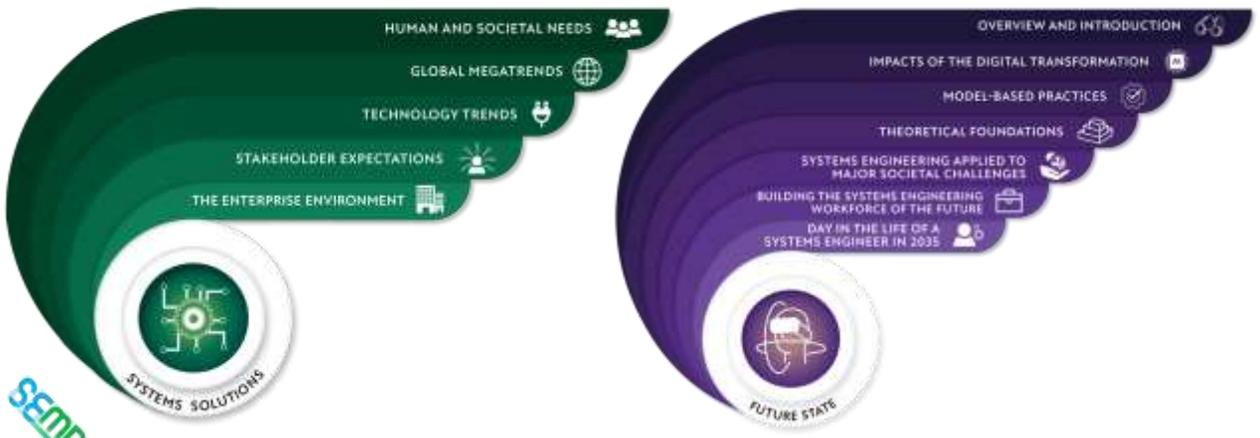 HUMAN AND SOCIETAL NEEDS
GLOBAL MEGATRENDS
TECHNOLOGY TRENDS
STAKEHOLDER EXPECTATIONS
THE ENTERPRISE ENVIRONMENT
SYSTEMS SOLUTIONS
OVERVIEW AND INTRODUCTION
IMPACTS OF THE DIGITAL TRANSFORMATION
MODEL-BASED PRACTICES
THEORETICAL FOUNDATIONS
SYSTEMS ENGINEERING APPLIED TO
MAJOR SOCIETAL CHALLENGES
BUILDING THE SYSTEMS ENGINEERING
WORKFORCE OF THE FUTURE
DAY IN THE LIFE OF A
SYSTEMS ENGINEER IN 2035
FUTURE STATE